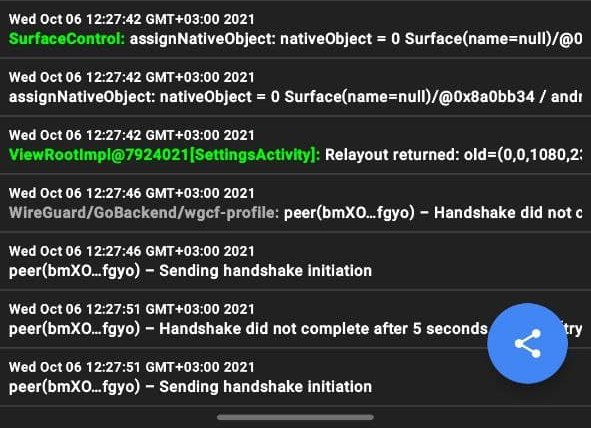 Wed Oct 06 12:27:42 GMT+03:00 2021
SurfaceControl: assignNativeObject: nativeObject = 0 Surface(name=null)/@0
Wed Oct 06 12:27:42 GMT+03:00 2021
assignNativeObject: nativeObject = 0 Surface(name=null)/@0x8a0bb34 / andr
Wed Oct 06 12:27:42 GMT+03:00 2021
ViewRootImpl@7924021[SettingsActivity]: Relayout returned: old=(0,0,1080,23
Wed Oct 06 12:27:46 GMT+03:00 2021
WireGuard/GoBackend/wgcf-profile: peer(bmXO…fgyo) – Handshake did not c
Wed Oct 06 12:27:46 GMT+03:00 2021
peer(bmXO…fgyo) – Sending handshake initiation
Wed Oct 06 12:27:51 GMT+03:00 2021
peer(bmXO…fgyo) – Handshake did not complete after 5 seconds
Wed Oct 06 12:27:51 GMT+03:00 2021
peer(bmXO…fgyo) – Sending handshake initiation